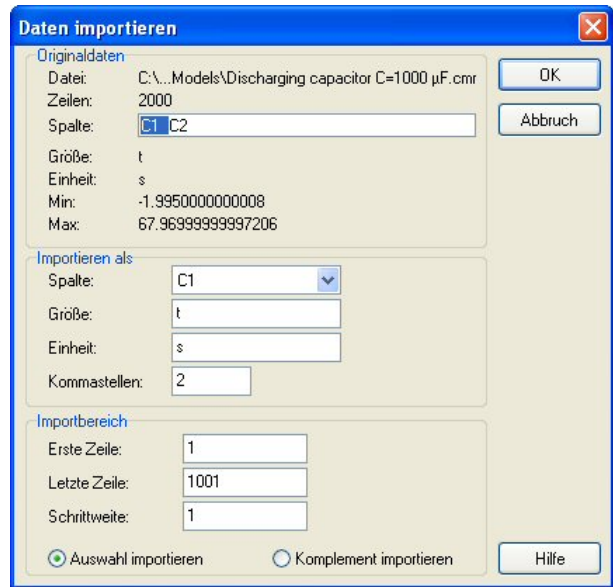 Daten importieren
Originaldaten
Datei: C:\...Models\Discharging capacitor C=1000 µF.cmr
Zeilen: 2000
Spalte: C1 C2
Größe: t
Einheit: s
Min: -1.9950000000008
Max: 67.96999999997206
OK
Abbruch
Importieren als
Spalte: C1
Größe: t
Einheit: s
Kommastellen: 2
Importbereich
Erste Zeile: 1
Letzte Zeile: 1001
Schrittweite: 1
Auswahl importieren Komplement importieren
Hilfe